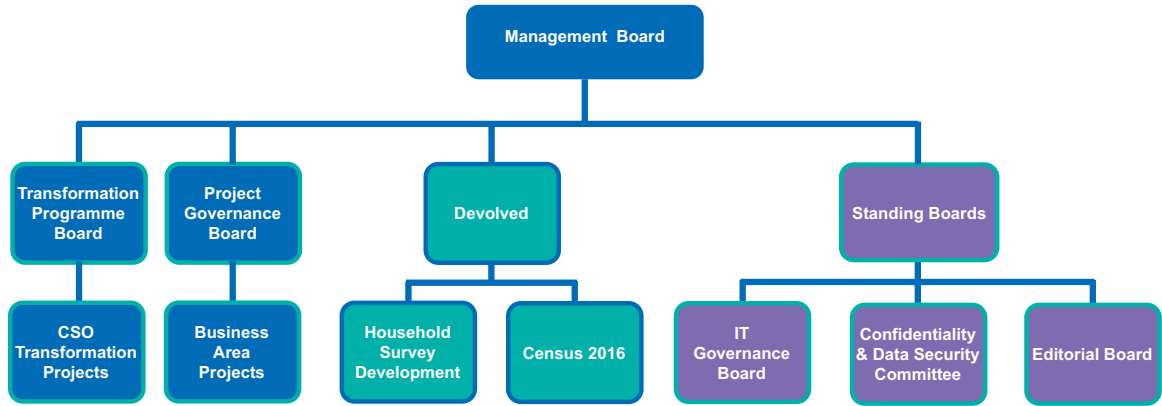 Management Board
Transformation
Programme
Board
Project
Governance
Board
Devolved
Standing Boards
CSO
Transformation
Projects
Business
Area
Projects
Household
Survey
Development
Census 2016
IT
Governance
Board
Confidentiality
& Data Security
Committee
Editorial Board